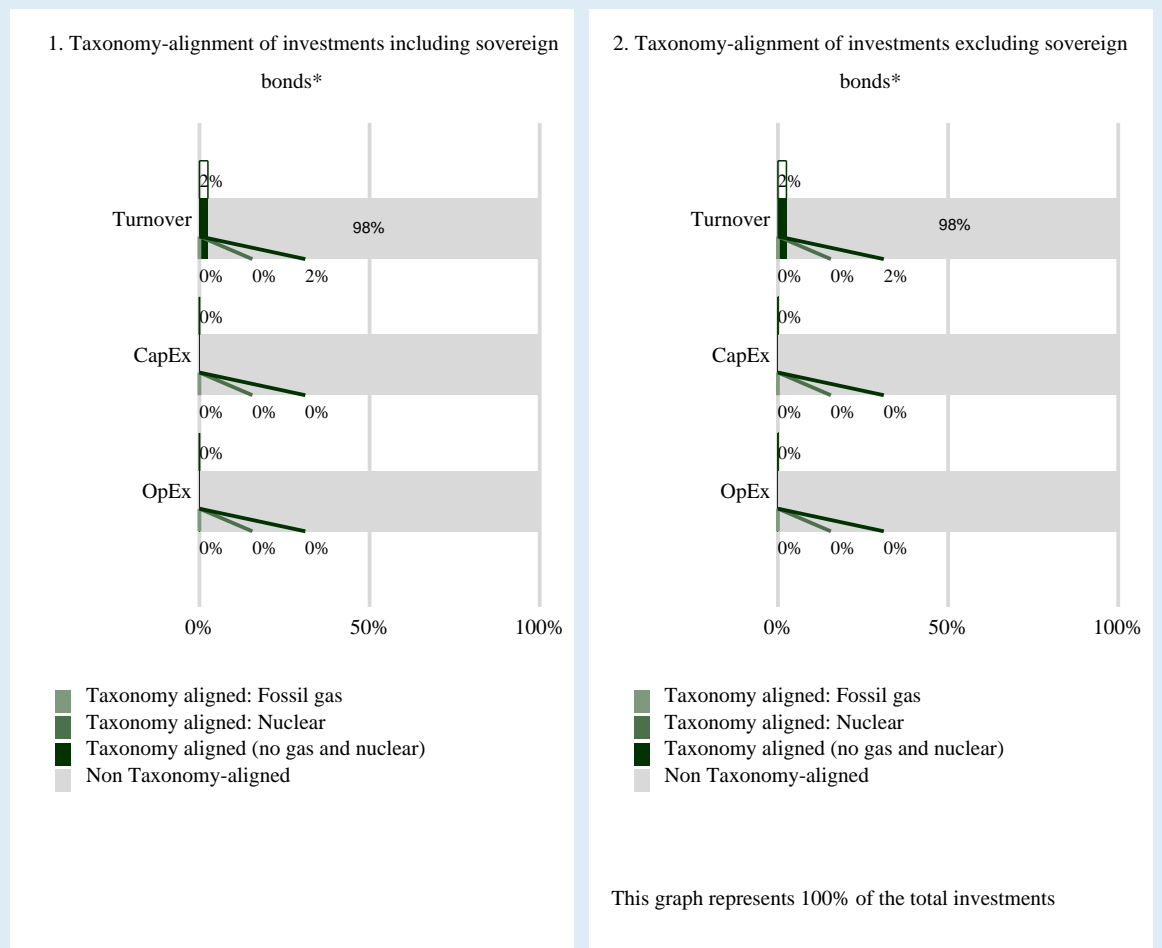 1. Taxonomy-alignment of investments including sovereign
bonds*
2%
Turnover
98%
0% 0% 2%
0%
CapEx
0% 0% 0%
0%
OpEx
0% 0% 0%
0% 50% 100%
Taxonomy aligned: Fossil gas
Taxonomy aligned: Nuclear
Taxonomy aligned (no gas and nuclear)
Non Taxonomy-aligned
2. Taxonomy-alignment of investments excluding sovereign
bonds*
2%
Turnover
98%
0% 0% 2%
0%
CapEx
0% 0% 0%
0%
OpEx
0% 0% 0%
0% 50% 100%
Taxonomy aligned: Fossil gas
Taxonomy aligned: Nuclear
Taxonomy aligned (no gas and nuclear)
Non Taxonomy-aligned
This graph represents 100% of the total investments